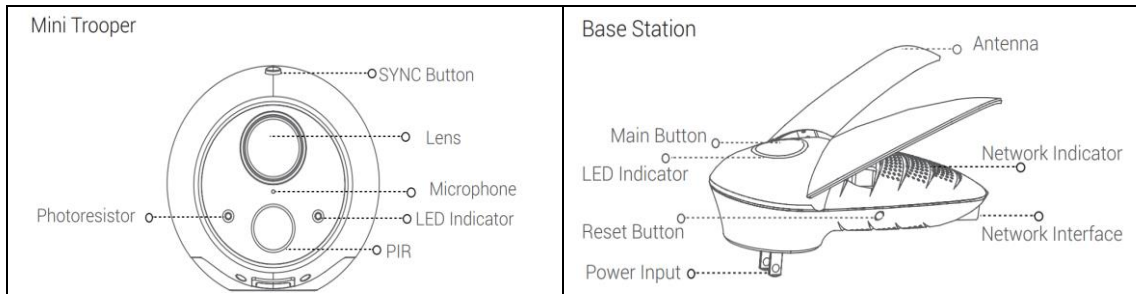 Mini Trooper
SYNC Button
Lens
Microphone
Photoresistor
LED Indicator
PIR
Base Station
Antenna
Main Button
LED Indicator
Network Indicator
Reset Button
Network Interface
Power Input